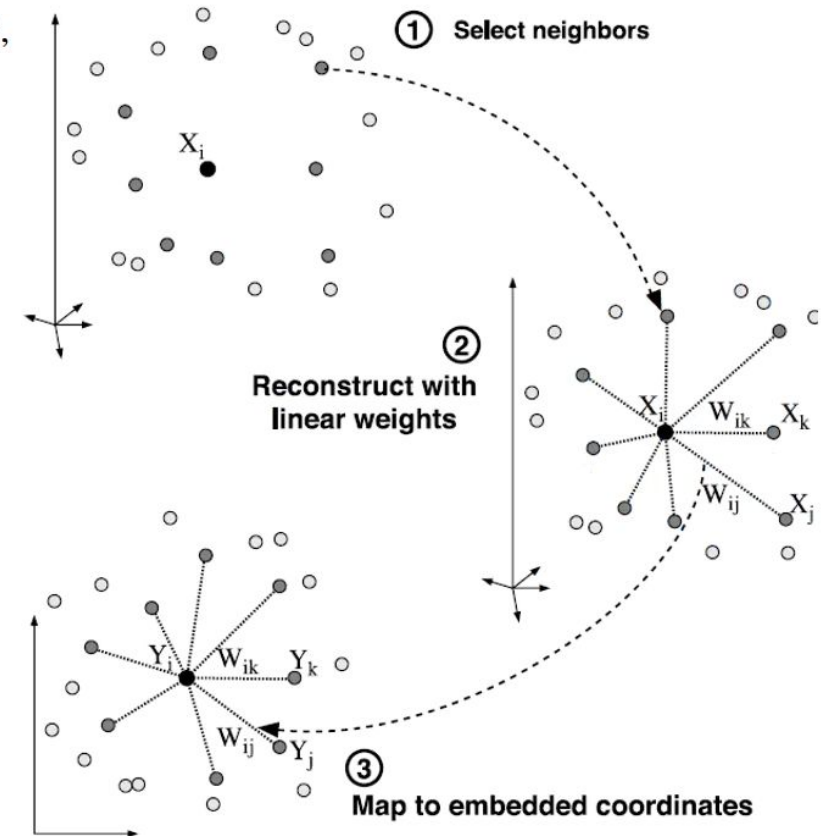 ,
① Select neighbors
X_i
②
Reconstruct with
linear weights
X_i W_ik X_k
W_ij X_j
Y_i W_ik Y_k
W_ij Y_j
③
Map to embedded coordinates